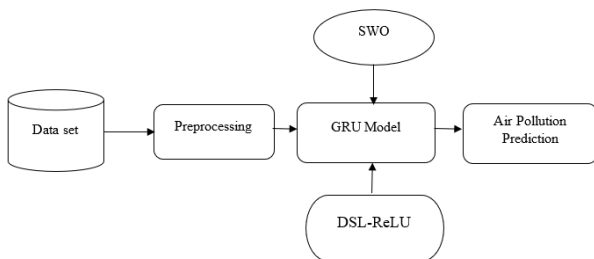 SWO
Data set
Preprocessing
GRU Model
Air Pollution
Prediction
DSL-ReLU